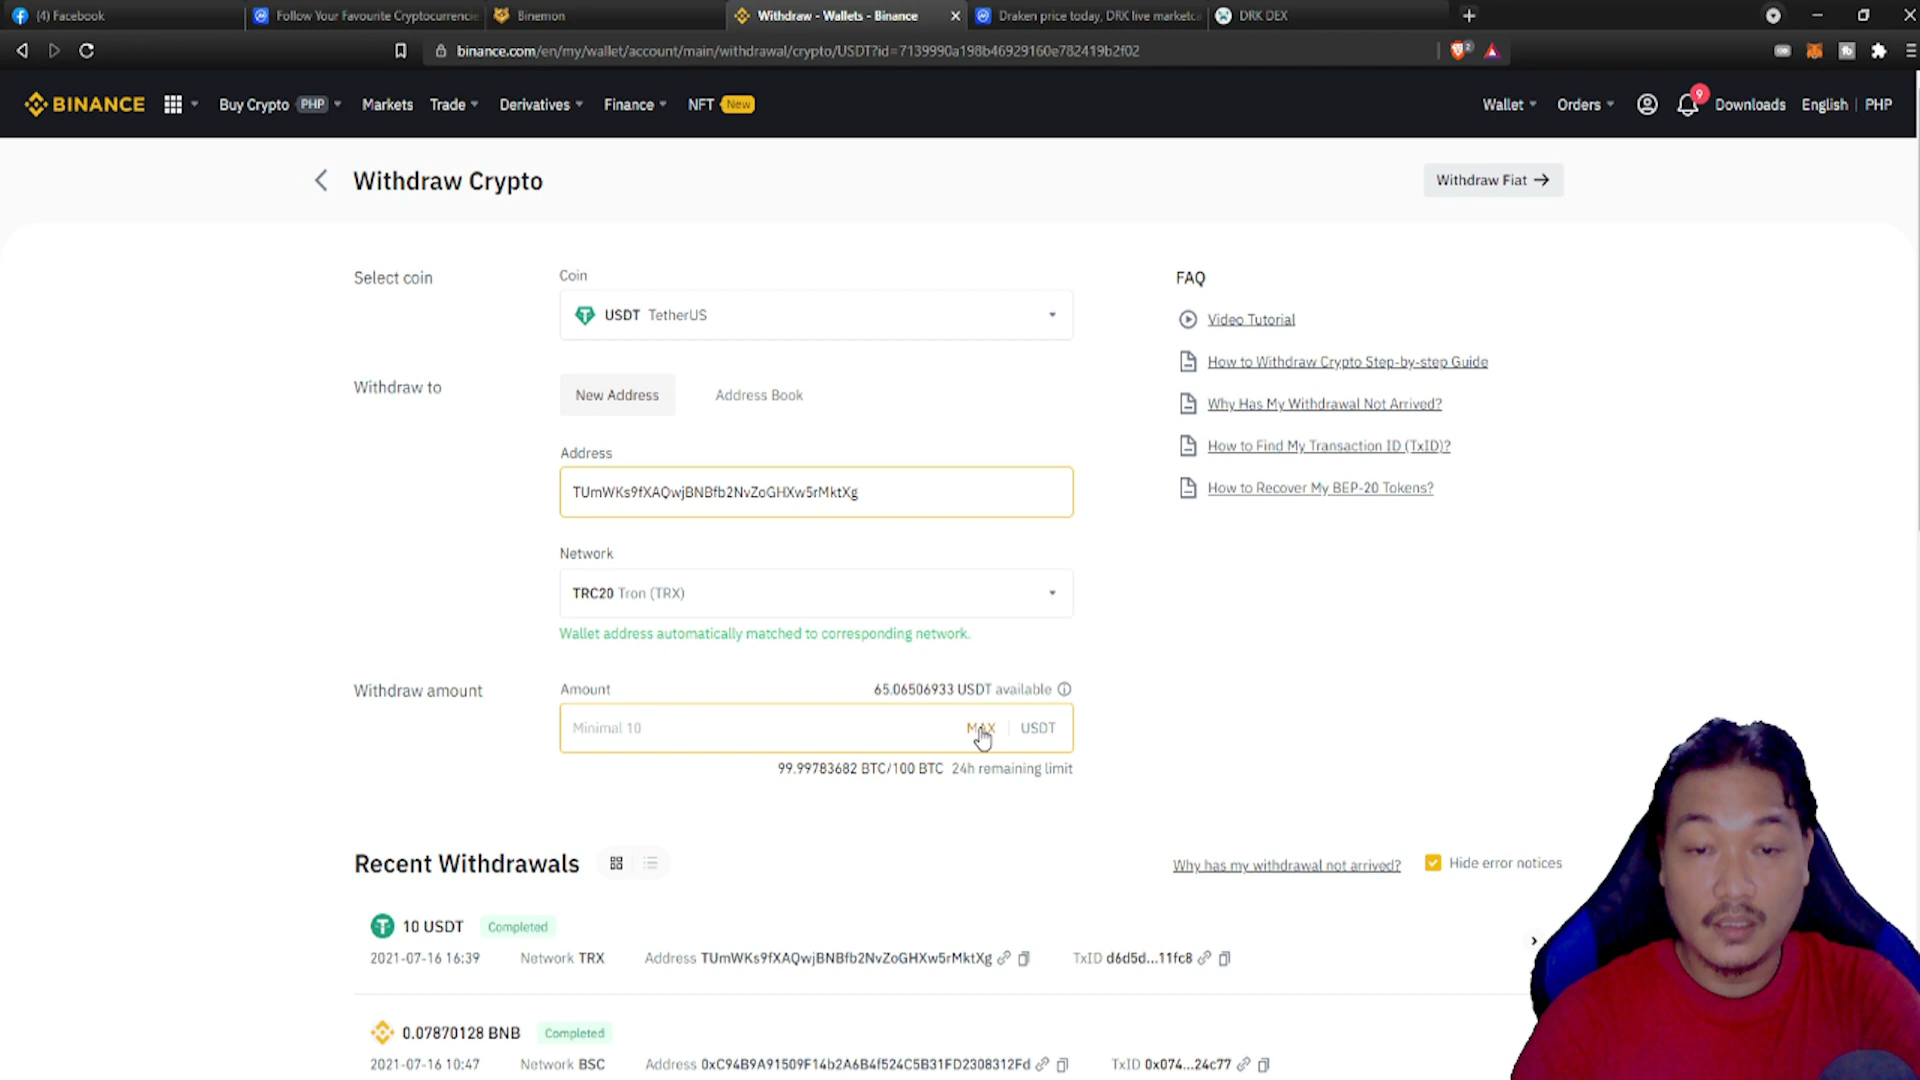 (4) Facebook
Follow Your Favourite Cryptocurrencie
Binemon
Withdraw - Wallets - Binance
Draken price today, DRK live marketca
DRK DEX
binance.com/en/my/wallet/account/main/withdrawal/crypto/USDT?id=7139990a198b46929160e782419b2f02
2
BINANCE
Buy Crypto PHP
Markets
Trade
Derivatives
Finance
NFT New
Wallet
Orders
9
Downloads
English | PHP
Withdraw Crypto
Withdraw Fiat →
Select coin
Coin
USDT TetherUS
Withdraw to
New Address
Address Book
Address
TUmWKs9fXAQwjBNBfb2NvZoGHXw5rMktXg
Network
TRC20 Tron (TRX)
Wallet address automatically matched to corresponding network.
Withdraw amount
Amount
65.06506933 USDT available
Minimal 10
MAX
USDT
99.99783682 BTC/100 BTC 24h remaining limit
FAQ
Video Tutorial
How to Withdraw Crypto Step-by-step Guide
Why Has My Withdrawal Not Arrived?
How to Find My Transaction ID (TxID)?
How to Recover My BEP-20 Tokens?
Recent Withdrawals
Why has my withdrawal not arrived?
Hide error notices
10 USDT Completed
2021-07-16 16:39 Network TRX Address TUmWKs9fXAQwjBNBfb2NvZoGHXw5rMktXg TxID d6d5d...11fc8
0.07870128 BNB Completed
2021-07-16 10:47 Network BSC Address 0xC94B9A91509F14b2A6B4f524C5B31FD2308312Fd TxID 0x074...24c77